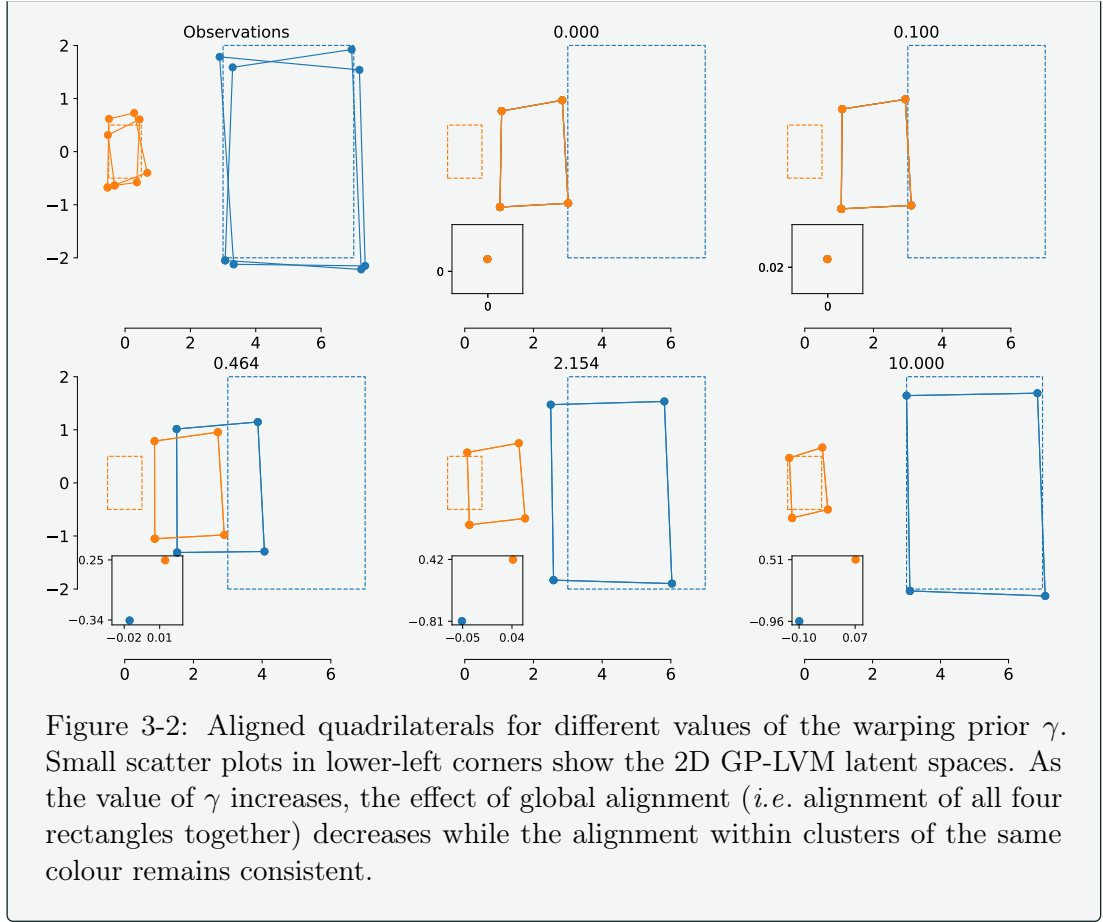 Observations
0.000
0.100
2
1
0
−1
−2
0
0
0.02
0
0 2 4 6
0 2 4 6
0 2 4 6
0.464
2.154
10.000
2
1
0
−1
−2
0.25
−0.34
−0.02 0.01
0.42
−0.81
−0.05 0.04
0.51
−0.96
−0.10 0.07
0 2 4 6
0 2 4 6
0 2 4 6
Figure 3-2: Aligned quadrilaterals for different values of the warping prior γ.
Small scatter plots in lower-left corners show the 2D GP-LVM latent spaces. As
the value of γ increases, the effect of global alignment (i.e. alignment of all four
rectangles together) decreases while the alignment within clusters of the same
colour remains consistent.